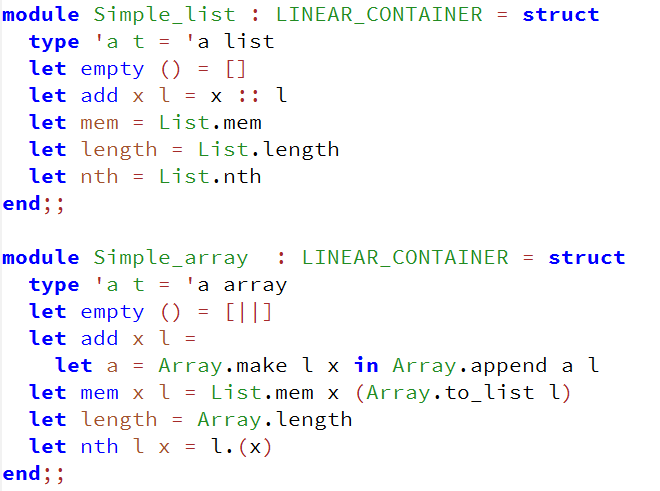 module Simple_list : LINEAR_CONTAINER = struct
  type 'a t = 'a list
  let empty () = []
  let add x l = x :: l
  let mem = List.mem
  let length = List.length
  let nth = List.nth
end;;

module Simple_array  : LINEAR_CONTAINER = struct
  type 'a t = 'a array
  let empty () = [||]
  let add x l =
    let a = Array.make l x in Array.append a l
  let mem x l = List.mem x (Array.to_list l)
  let length = Array.length
  let nth l x = l.(x)
end;;